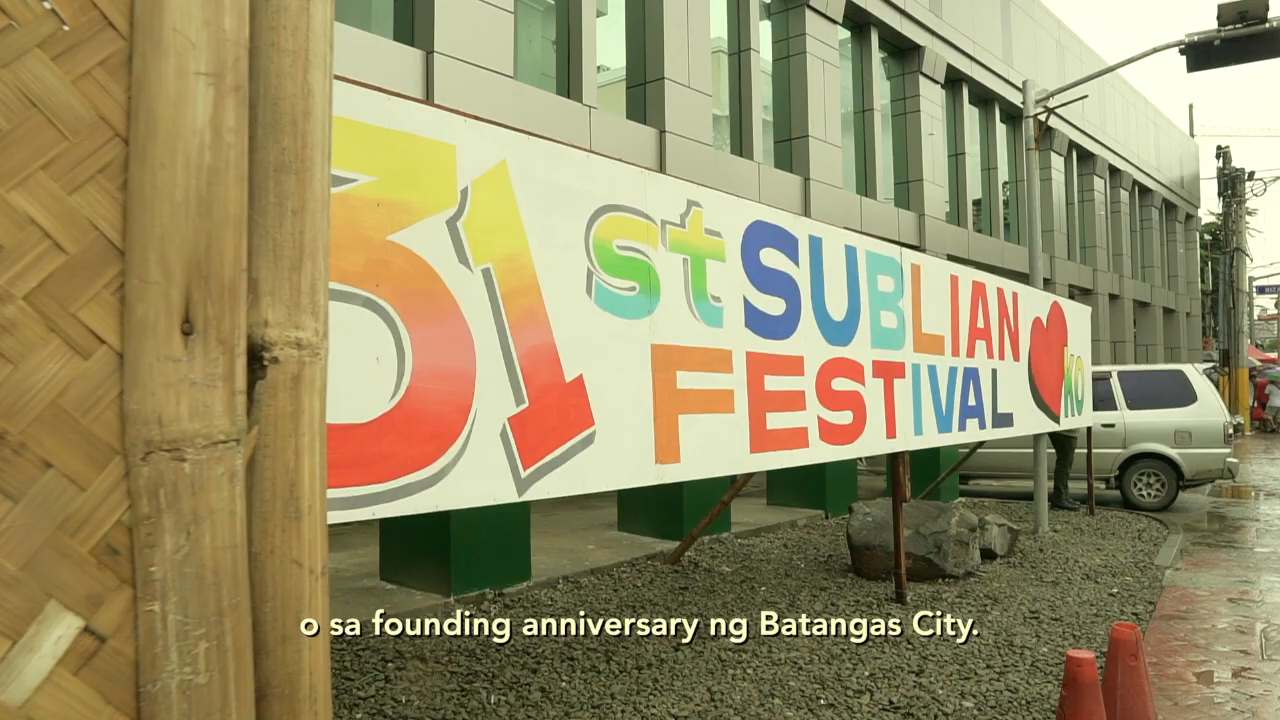 31st SUBLIAN
FESTIVAL
ko
o sa founding anniversary ng Batangas City.